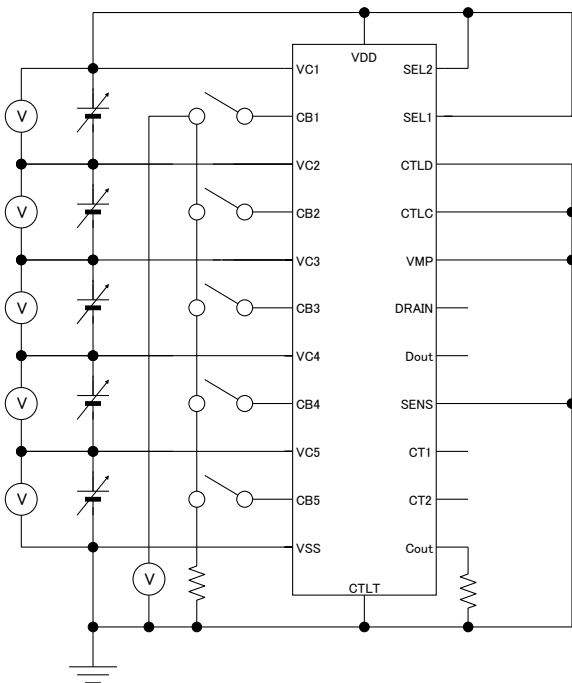 VDD
VC1
SEL2
V
CB1
SEL1
VC2
CTLD
V
CB2
CTLC
VC3
VMP
V
CB3
DRAIN
VC4
Dout
V
CB4
SENS
VC5
CT1
V
CB5
CT2
VSS
Cout
V
CTLT